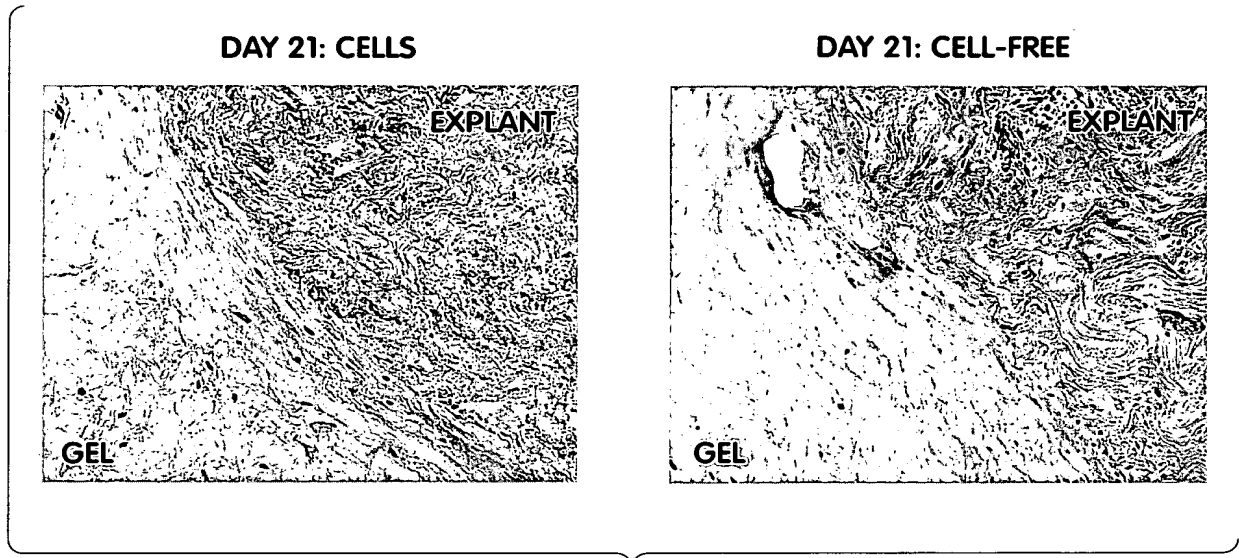 DAY 21: CELLS
EXPLANT
GEL
DAY 21: CELL-FREE
EXPLANT
GEL